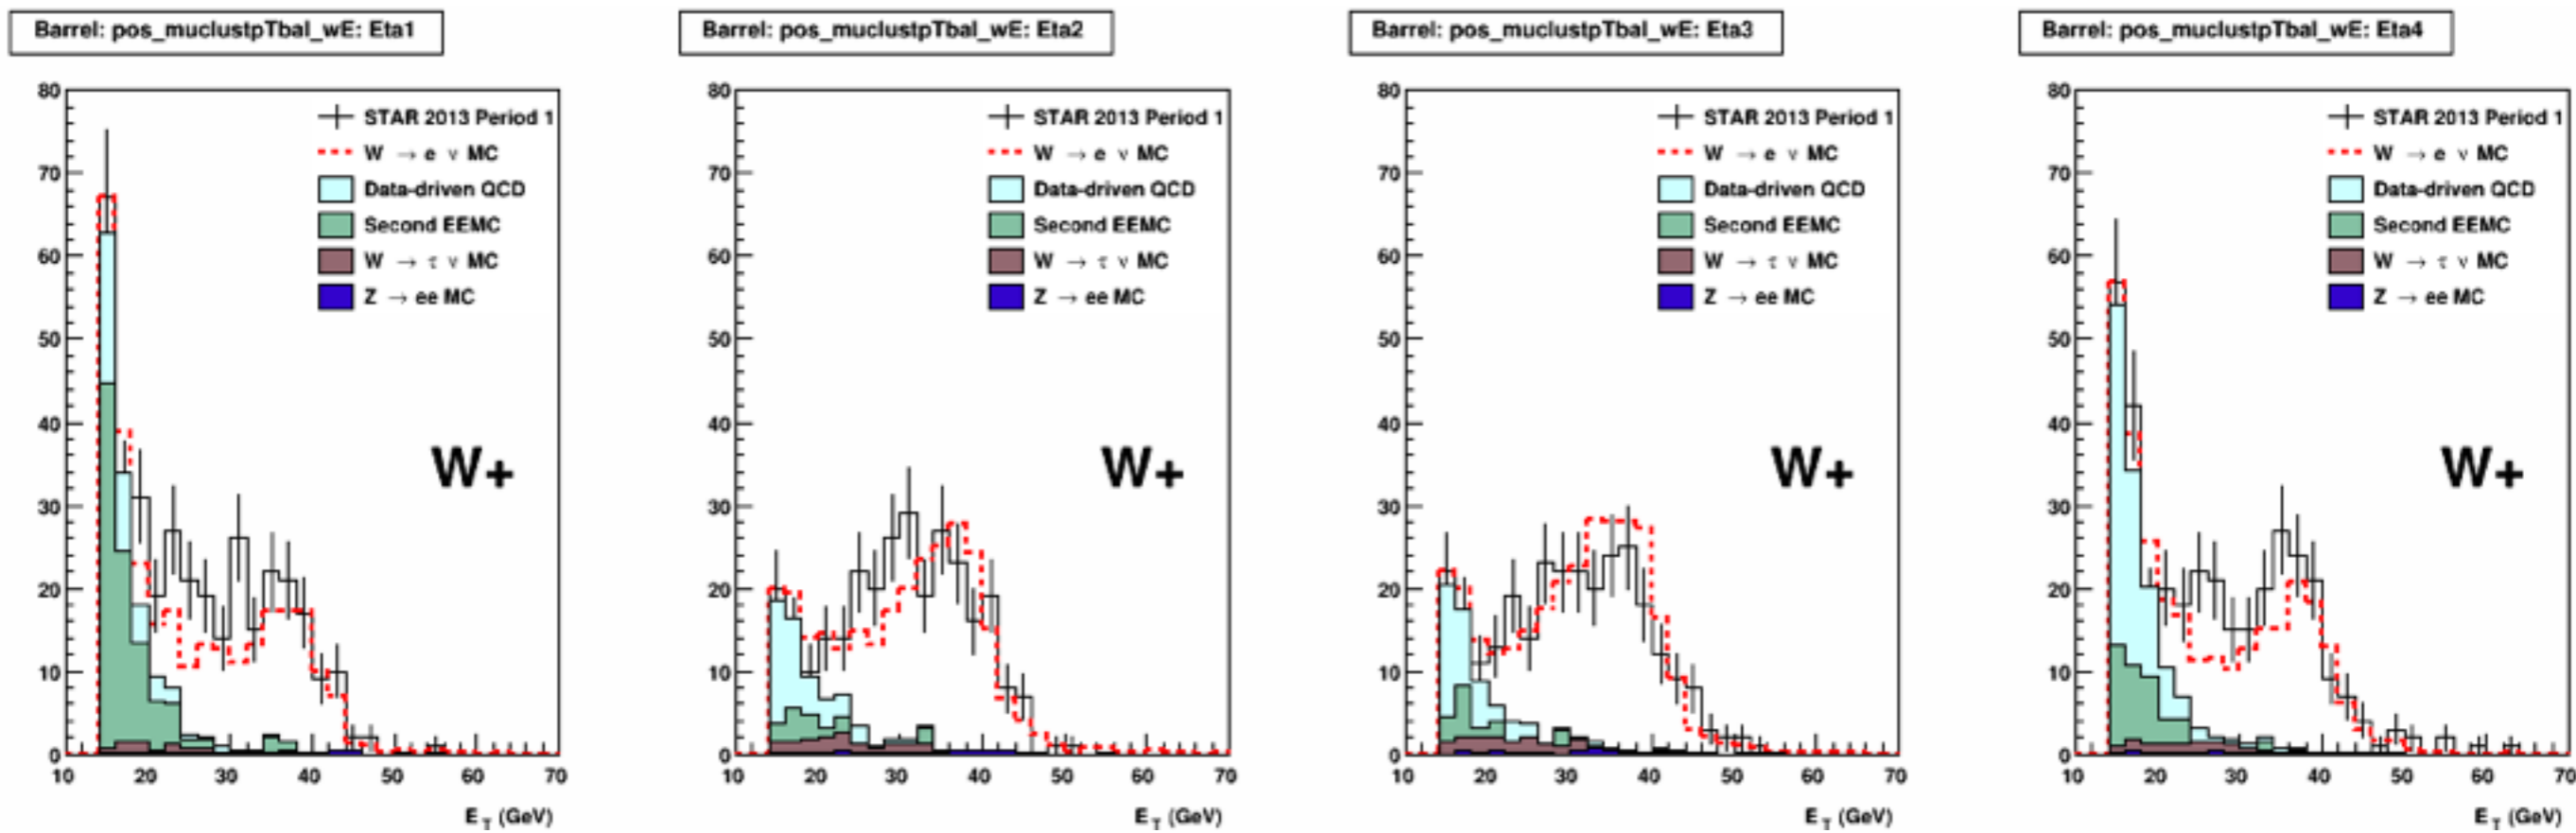 Barrel: pos_muclustpTbal_wE: Eta1
80
70
60
50
40
30
20
10
0
STAR 2013 Period 1
W → e ν MC
Data-driven QCD
Second EEMC
W → τ ν MC
Z → ee MC
W+
10 20 30 40 50 60 70
E_T (GeV)
Barrel: pos_muclustpTbal_wE: Eta2
80
70
60
50
40
30
20
10
0
STAR 2013 Period 1
W → e ν MC
Data-driven QCD
Second EEMC
W → τ ν MC
Z → ee MC
W+
10 20 30 40 50 60 70
E_T (GeV)
Barrel: pos_muclustpTbal_wE: Eta3
80
70
60
50
40
30
20
10
0
STAR 2013 Period 1
W → e ν MC
Data-driven QCD
Second EEMC
W → τ ν MC
Z → ee MC
W+
10 20 30 40 50 60 70
E_T (GeV)
Barrel: pos_muclustpTbal_wE: Eta4
80
70
60
50
40
30
20
10
0
STAR 2013 Period 1
W → e ν MC
Data-driven QCD
Second EEMC
W → τ ν MC
Z → ee MC
W+
10 20 30 40 50 60 70
E_T (GeV)